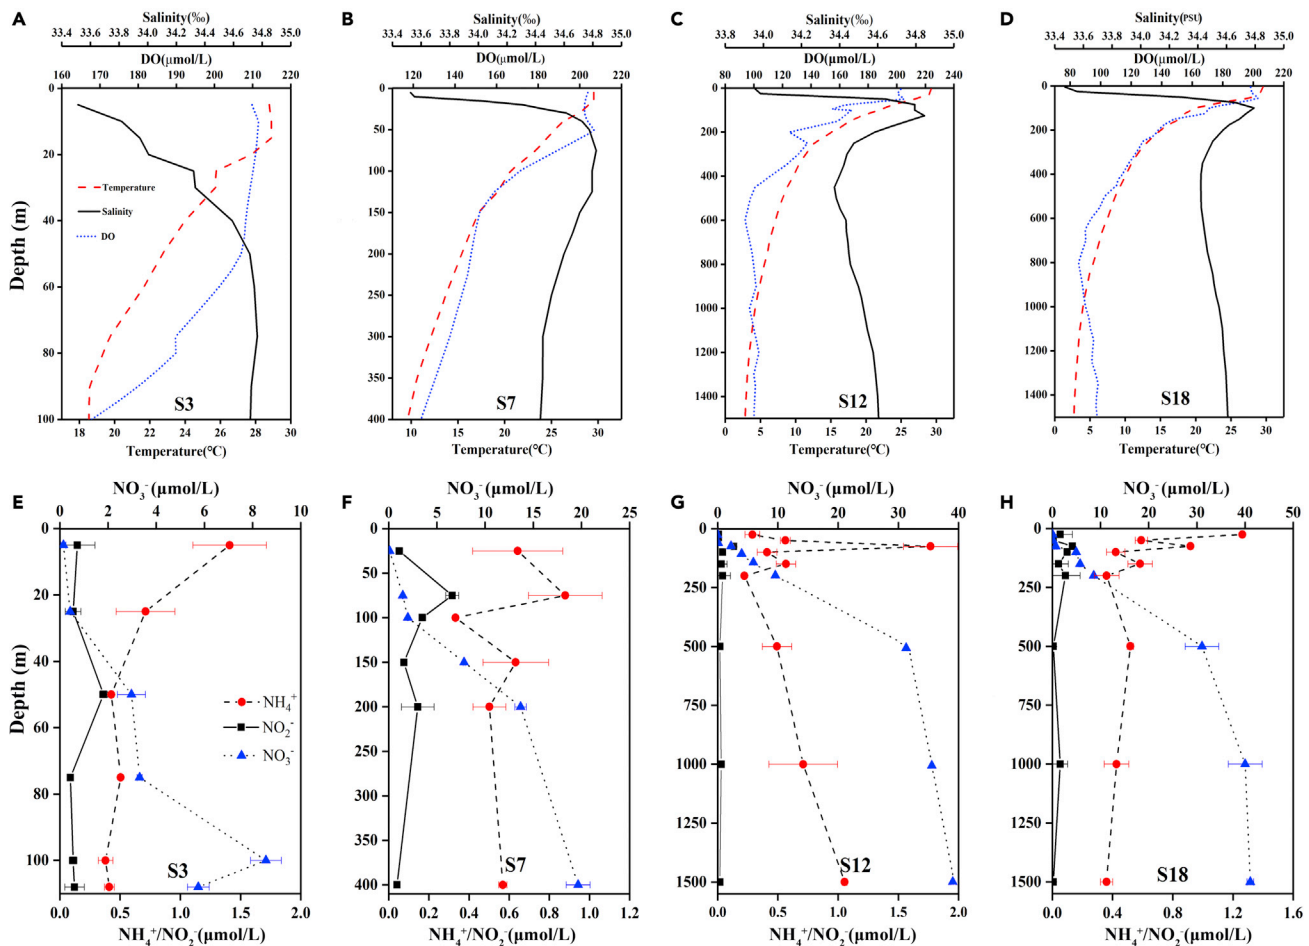 A
Salinity(‰)
33.4 33.6 33.8 34.0 34.2 34.4 34.6 34.8 35.0
165 170 175 180 185 190 195 200 205 210 215 220
DO(μmol/L)
0
20
40
60
80
100
Temperature
Salinity
DO
S3
18 20 22 24 26 28 30
Temperature(°C)
B
Salinity(‰)
33.4 33.6 33.8 34.0 34.2 34.4 34.6 34.8 35.0
120 140 160 180 200 220
DO(μmol/L)
0
50
100
150
200
250
300
350
400
S7
10 15 20 25 30
Temperature(°C)
C
Salinity(‰)
33.8 34.0 34.2 34.4 34.6 34.8 35.0
80 100 120 140 160 180 200 220 240
DO(μmol/L)
0
200
400
600
800
1000
1200
1400
S12
0 5 10 15 20 25 30
Temperature(°C)
D
Salinity(PSU)
33.4 33.6 33.8 34.0 34.2 34.4 34.6 34.8 35.0
80 100 120 140 160 180 200 220
DO(μmol/L)
0
200
400
600
800
1000
1200
1400
S18
0 5 10 15 20 25 30
Temperature(°C)
Depth (m)
E
NO₃⁻(μmol/L)
0 2 4 6 8 10
0
20
40
60
80
100
NH₄⁺
NO₂⁻
NO₃⁻
S3
0.0 0.5 1.0 1.5 2.0
NH₄⁺/NO₂⁻(μmol/L)
F
NO₃⁻(μmol/L)
0 5 10 15 20 25
0
50
100
150
200
250
300
350
400
S7
0.0 0.2 0.4 0.6 0.8 1.0 1.2
NH₄⁺/NO₂⁻(μmol/L)
G
NO₃⁻(μmol/L)
0 10 20 30 40
0
250
500
1000
1250
1500
S12
0.0 0.5 1.0 1.5 2.0
NH₄⁺/NO₂⁻(μmol/L)
H
NO₃⁻(μmol/L)
0 10 20 30 40 50
0
250
500
750
1000
1250
1500
S18
0.0 0.4 0.8 1.2 1.6
NH₄⁺/NO₂⁻(μmol/L)
Depth (m)